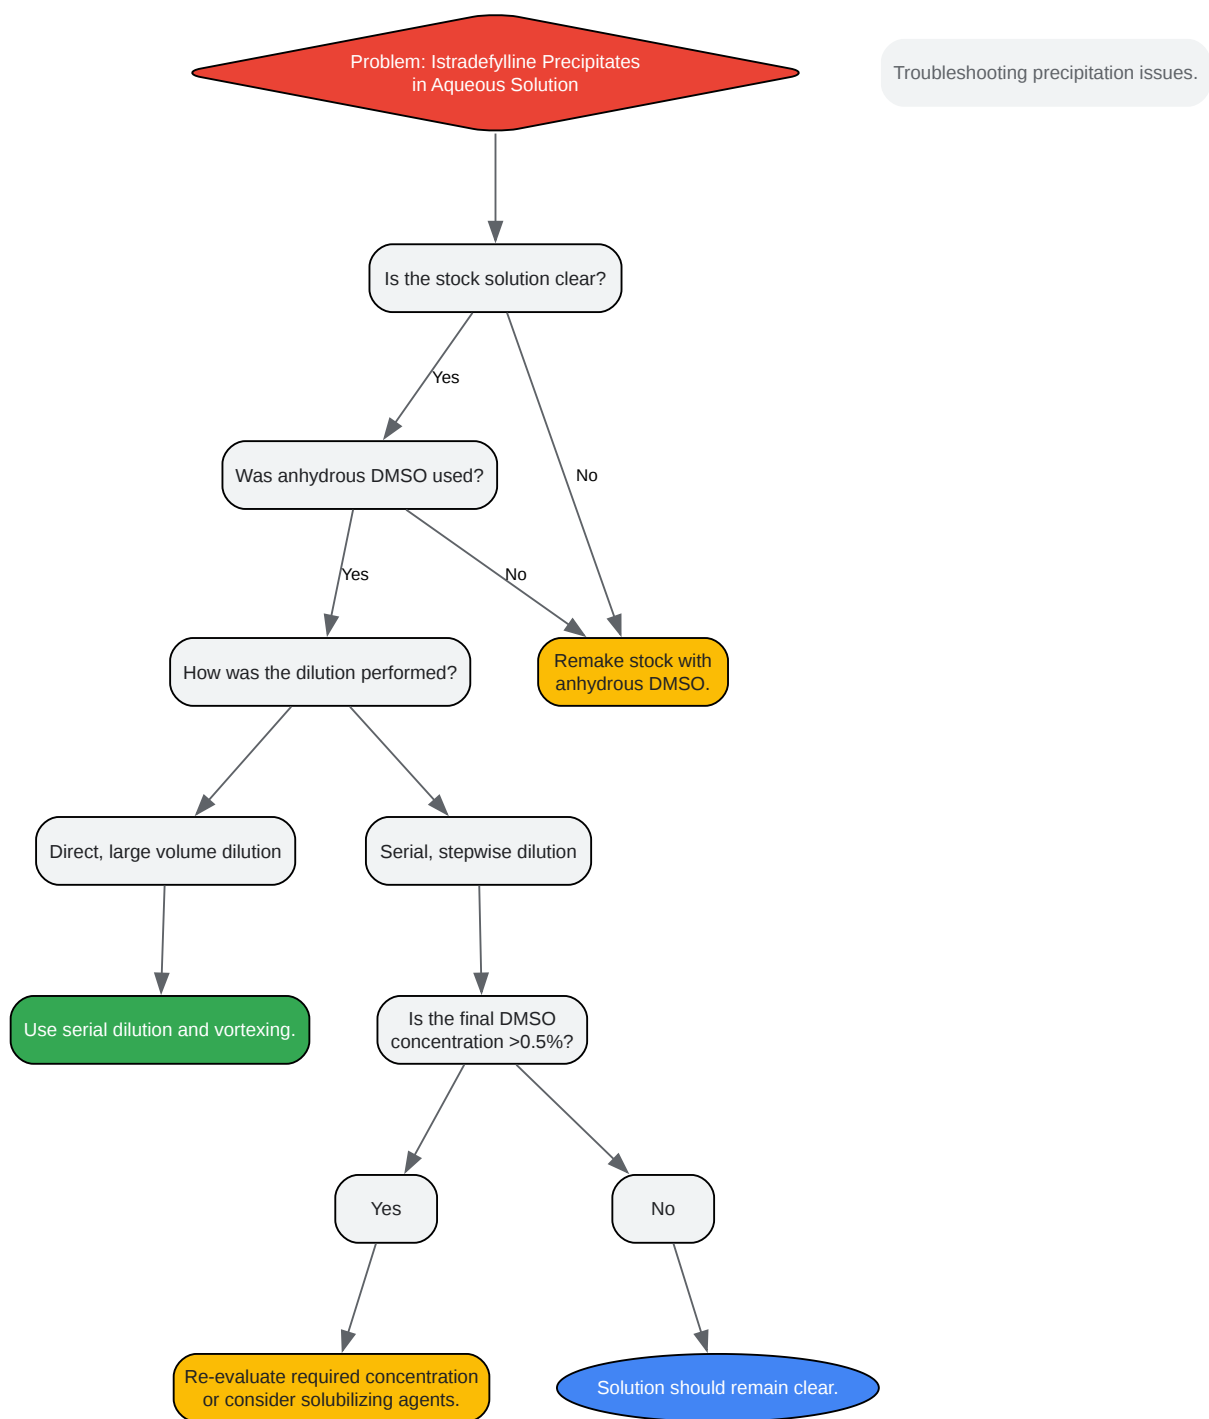 Problem: Istradefylline Precipitates
in Aqueous Solution
Troubleshooting precipitation issues.
Is the stock solution clear?
Yes
Was anhydrous DMSO used?
No
Yes
No
How was the dilution performed?
Remake stock with
anhydrous DMSO.
Direct, large volume dilution
Serial, stepwise dilution
Use serial dilution and vortexing.
Is the final DMSO
concentration >0.5%?
Yes
No
Re-evaluate required concentration
or consider solubilizing agents.
Solution should remain clear.